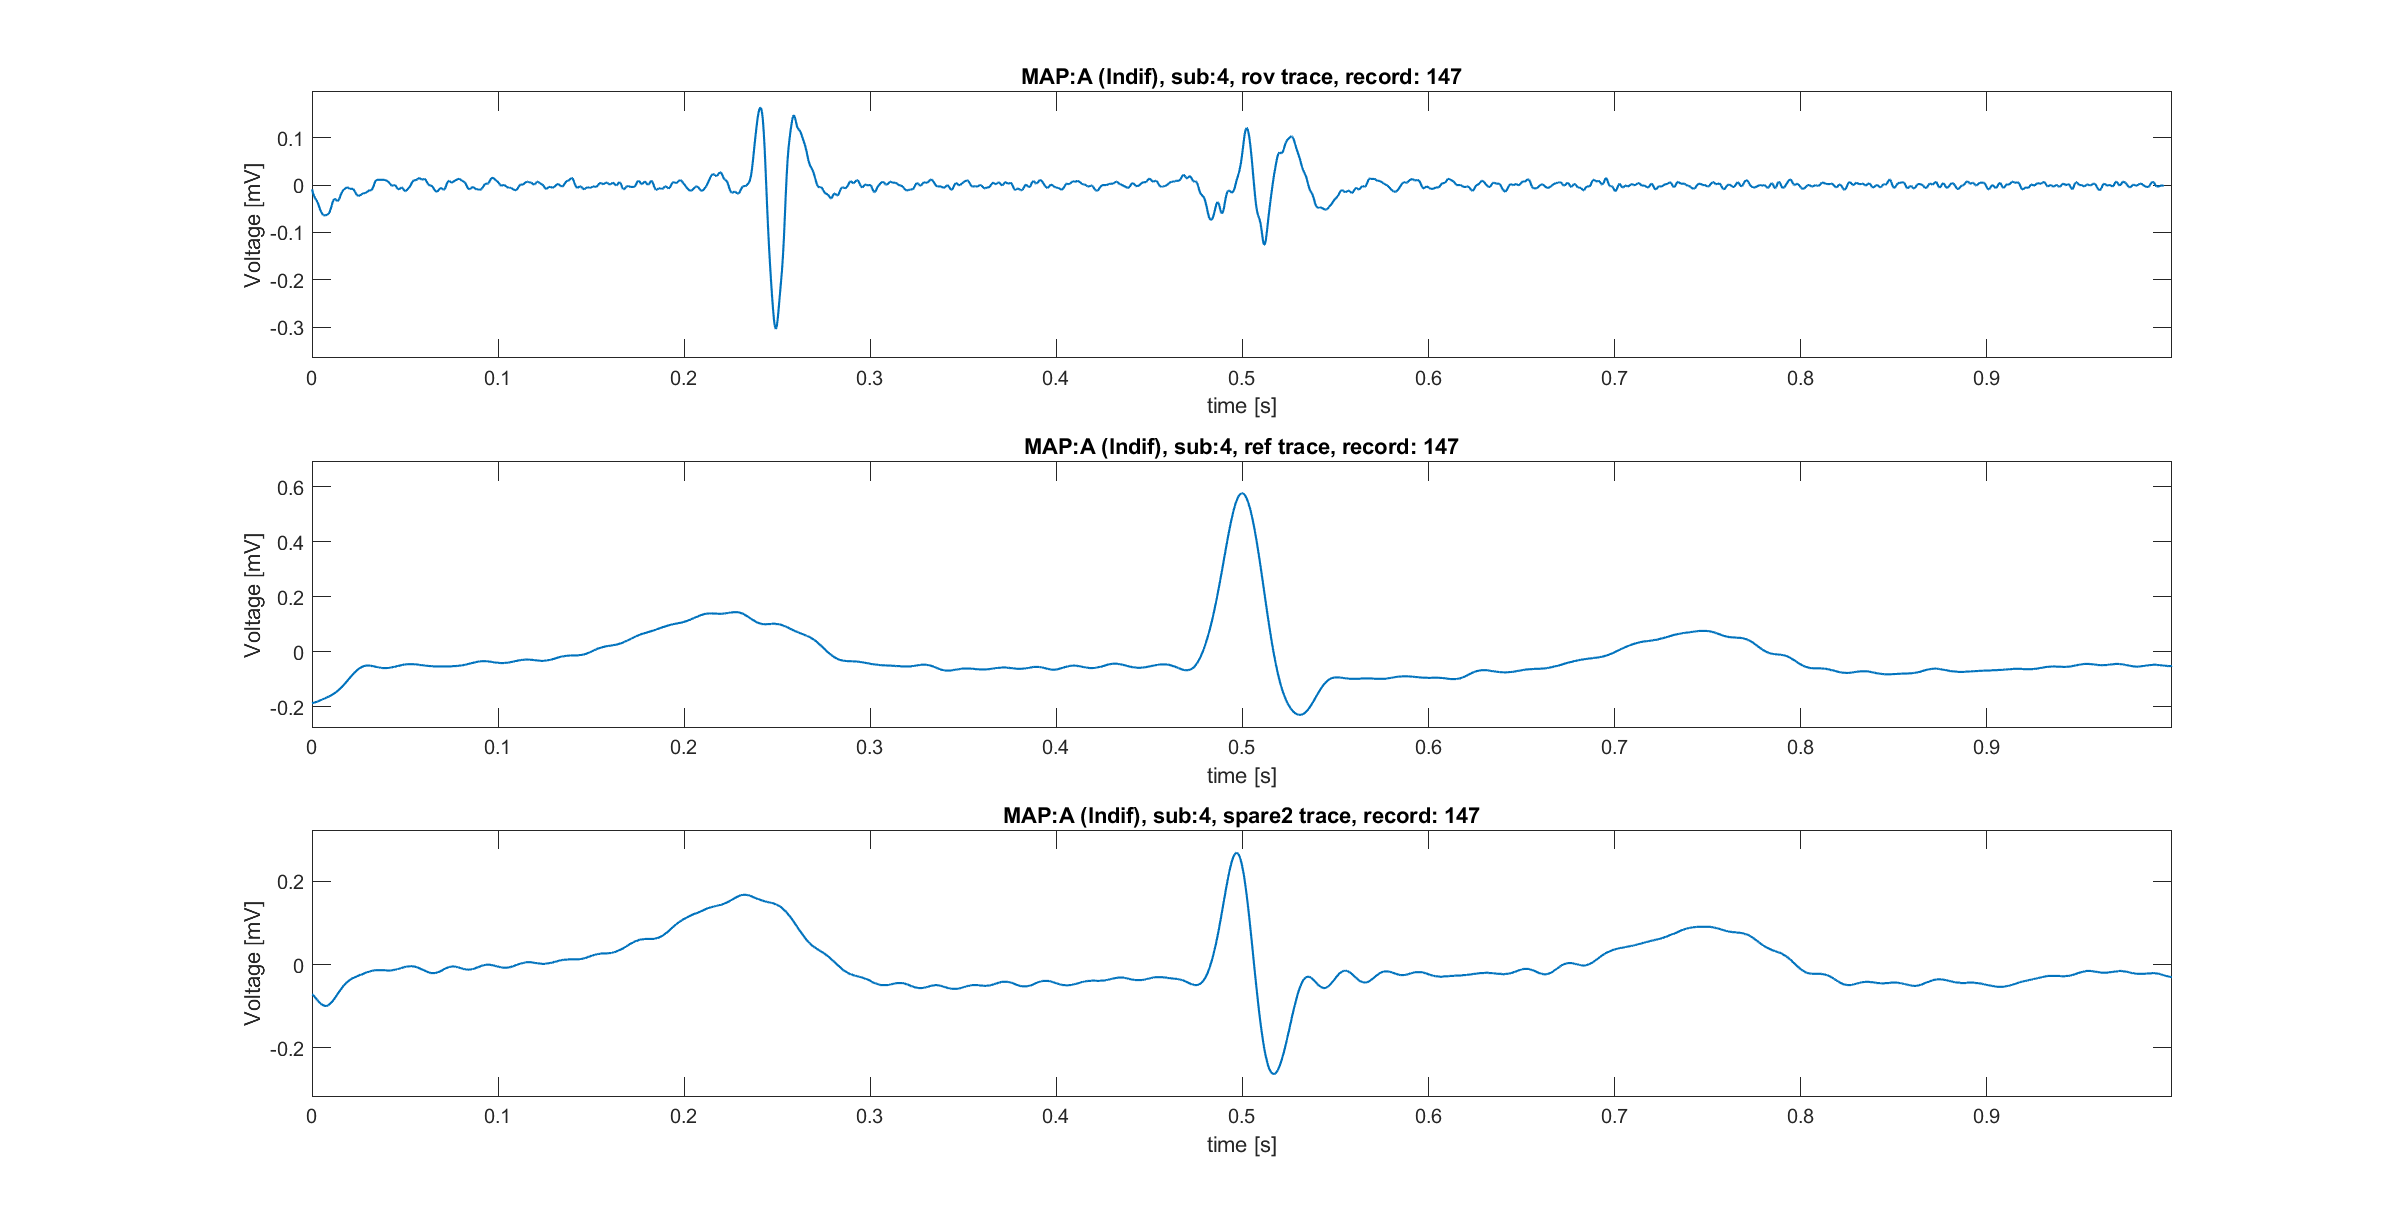 MAP:A (Indif), sub:4, rov trace, record: 147
Voltage [mV]
0.1
0
-0.1
-0.2
-0.3
0 0.1 0.2 0.3 0.4 0.5 0.6 0.7 0.8 0.9
time [s]
MAP:A (Indif), sub:4, ref trace, record: 147
Voltage [mV]
0.6
0.4
0.2
0
-0.2
0 0.1 0.2 0.3 0.4 0.5 0.6 0.7 0.8 0.9
time [s]
MAP:A (Indif), sub:4, spare2 trace, record: 147
Voltage [mV]
0.2
0
-0.2
0 0.1 0.2 0.3 0.4 0.5 0.6 0.7 0.8 0.9
time [s]